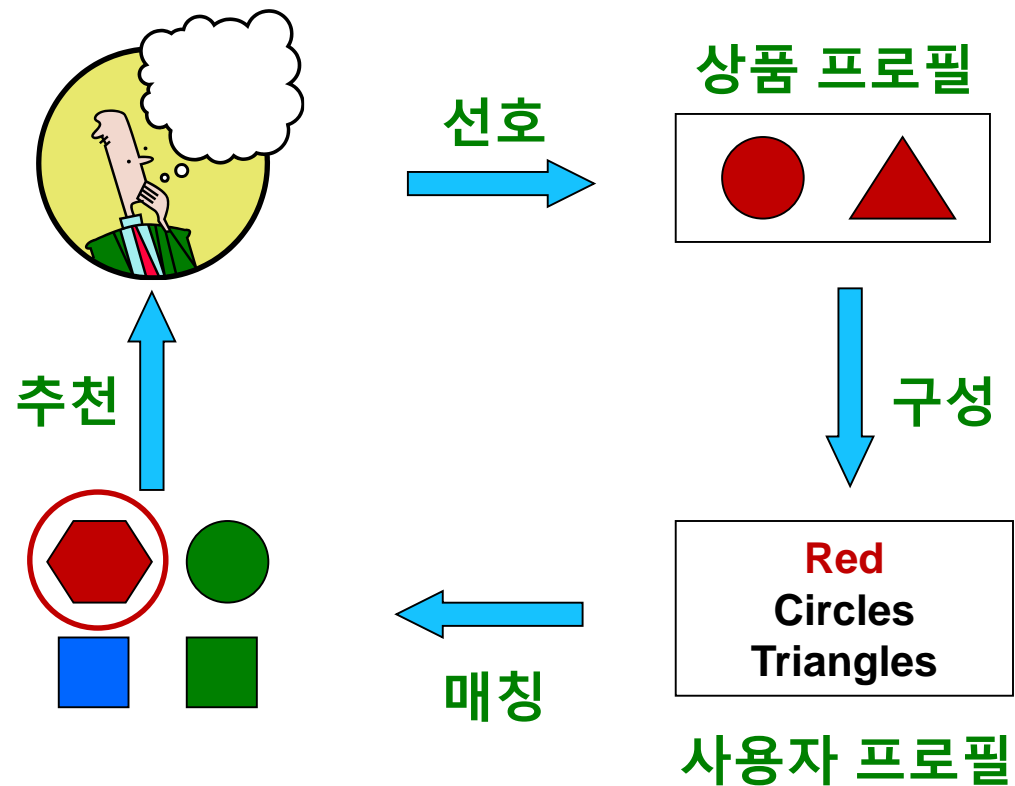 상품 프로필
선호
추천
구성
Red
Circles
Triangles
매칭
사용자 프로필